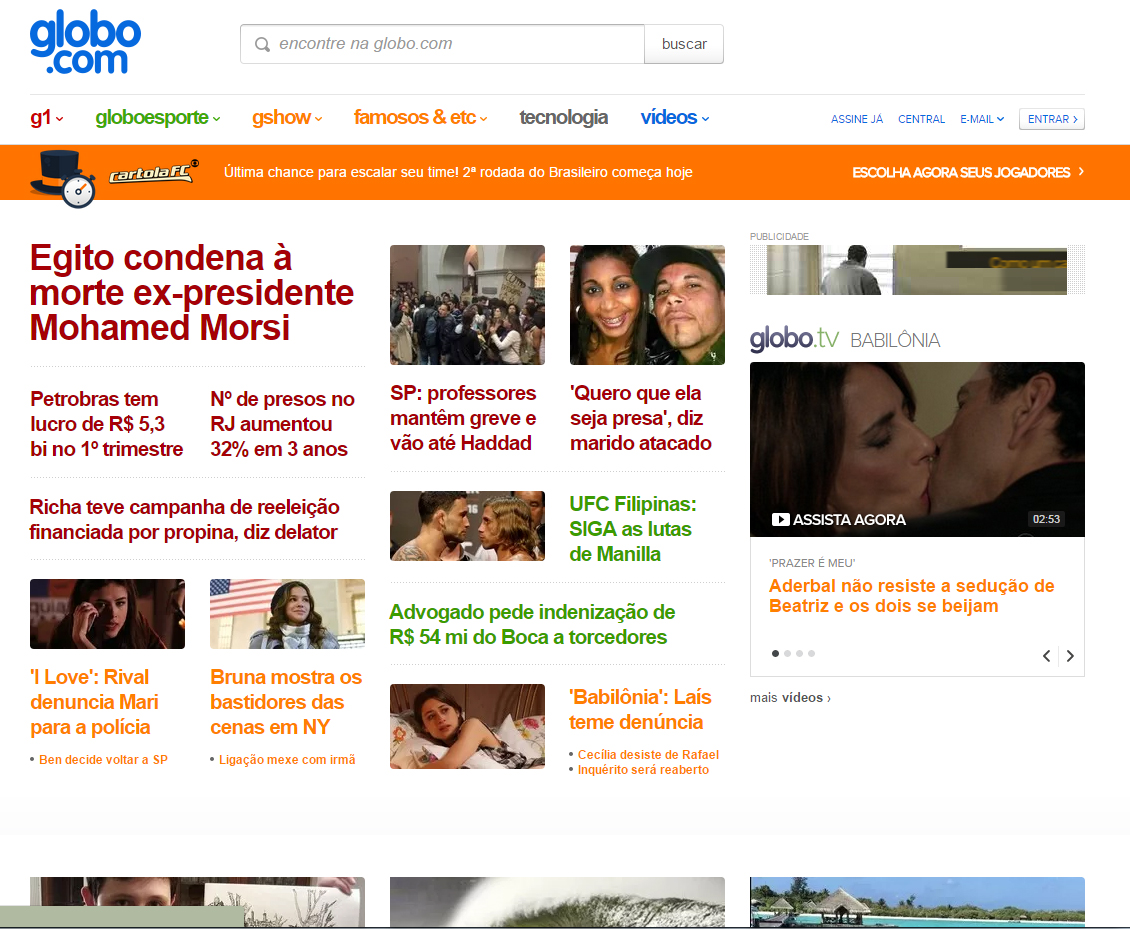 globo
.com
encontre na globo.com
buscar
g1
globoesporte
gshow
famosos & etc
tecnologia
vídeos
ASSINE JÁ
CENTRAL
E-MAIL
ENTRAR ›
cartolaFC
Última chance para escalar seu time! 2ª rodada do Brasileiro começa hoje
ESCOLHA AGORA SEUS JOGADORES ›
Egito condena à
morte ex-presidente
Mohamed Morsi
Petrobras tem
lucro de R$ 5,3
bi no 1º trimestre
Nº de presos no
RJ aumentou
32% em 3 anos
Richa teve campanha de reeleição
financiada por propina, diz delator
'I Love': Rival
denuncia Mari
para a polícia
• Ben decide voltar a SP
Bruna mostra os
bastidores das
cenas em NY
• Ligação mexe com irmã
SP: professores
mantêm greve e
vão até Haddad
'Quero que ela
seja presa', diz
marido atacado
UFC Filipinas:
SIGA as lutas
de Manilla
Advogado pede indenização de
R$ 54 mi do Boca a torcedores
'Babilônia': Laís
teme denúncia
• Cecília desiste de Rafael
• Inquérito será reaberto
PUBLICIDADE
globo.tv BABILÔNIA
ASSISTA AGORA
02:53
'PRAZER É MEU'
Aderbal não resiste a sedução de
Beatriz e os dois se beijam
mais vídeos ›